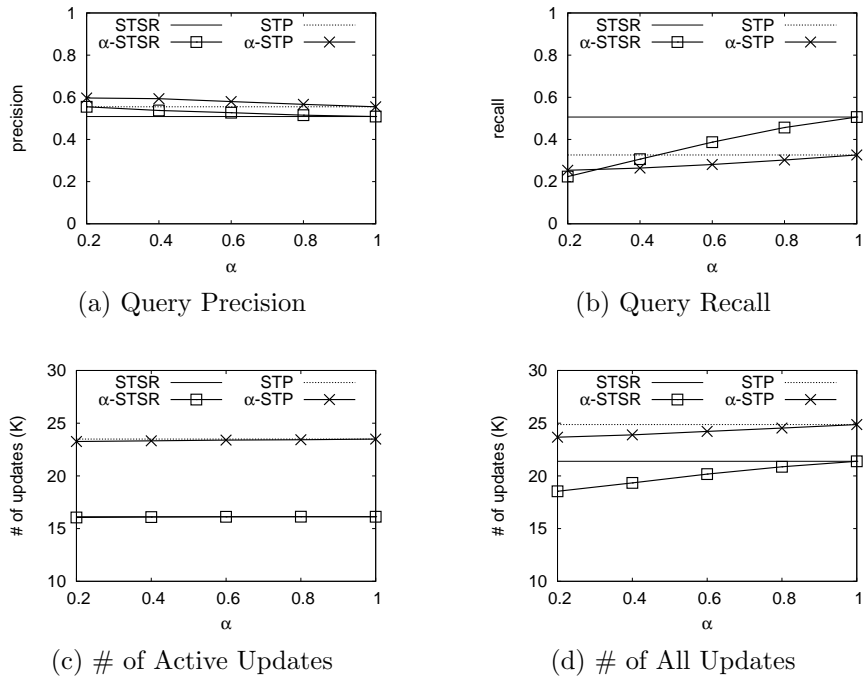 STSR STP
α-STSR α-STP
1
0.8
0.6
0.4
0.2
0
precision
0.2 0.4 0.6 0.8 1
α
(a) Query Precision
STSR STP
α-STSR α-STP
1
0.8
0.6
0.4
0.2
0
recall
0.2 0.4 0.6 0.8 1
α
(b) Query Recall
STSR STP
α-STSR α-STP
30
25
20
15
10
# of updates (K)
0.2 0.4 0.6 0.8 1
α
(c) # of Active Updates
STSR STP
α-STSR α-STP
30
25
20
15
10
# of updates (K)
0.2 0.4 0.6 0.8 1
α
(d) # of All Updates